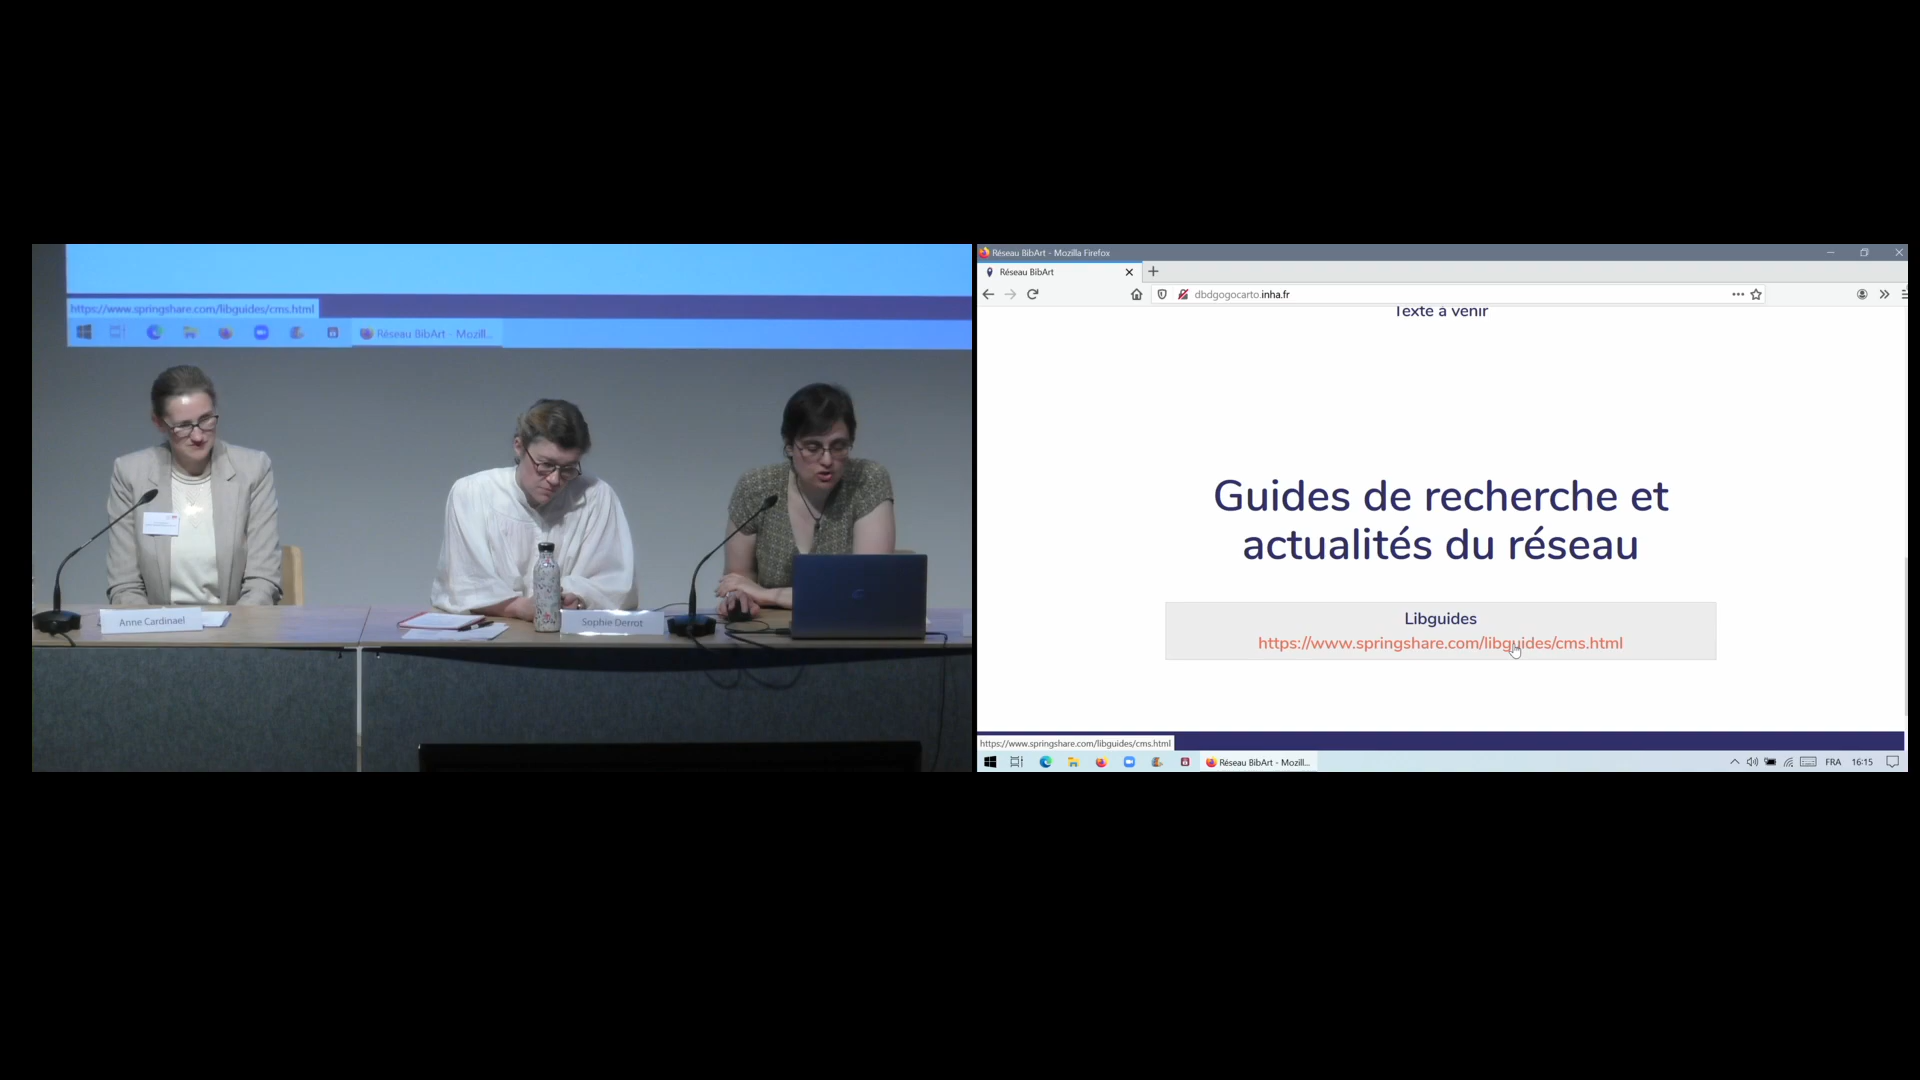 https://www.springshare.com/libguides/cms.html
Réseau BibArt - Mozill...
Anne Cardinael
Sophie Derrot
Réseau BibArt - Mozilla Firefox
Réseau BibArt
dbdgogocarto.inha.fr
Texte à venir
Guides de recherche et
actualités du réseau
Libguides
https://www.springshare.com/libguides/cms.html
https://www.springshare.com/libguides/cms.html
Réseau BibArt - Mozill...
FRA
16:15